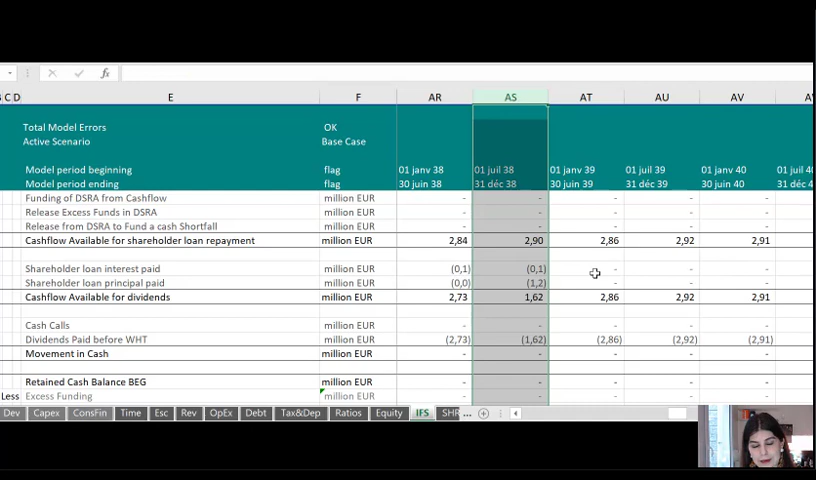 fx
B C D E F AR AS AT AU AV
Total Model Errors OK
Active Scenario Base Case
Model period beginning flag 01 janv 38 01 juil 38 01 janv 39 01 juil 39 01 janv 40 01 juil 40
Model period ending flag 30 juin 38 31 déc 38 30 juin 39 31 déc 39 30 juin 40 31 déc 4
Funding of DSRA from Cashflow million EUR - - - - -
Release Excess Funds in DSRA million EUR - - - - -
Release from DSRA to Fund a cash Shortfall million EUR - - - - -
Cashflow Available for shareholder loan repayment million EUR 2,84 2,90 2,86 2,92 2,91
Shareholder loan interest paid million EUR (0,1) (0,1) - - -
Shareholder loan principal paid million EUR (0,0) (1,2) - - -
Cashflow Available for dividends million EUR 2,73 1,62 2,86 2,92 2,91
Cash Calls million EUR - - - - -
Dividends Paid before WHT million EUR (2,73) (1,62) (2,86) (2,92) (2,91)
Movement in Cash million EUR - - - - -
Retained Cash Balance BEG million EUR - - - - -
Less Excess Funding million EUR - - - - -
Dev Capex ConsFin Time Esc Rev OpEx Debt Tax&Dep Ratios Equity IFS SHR ...